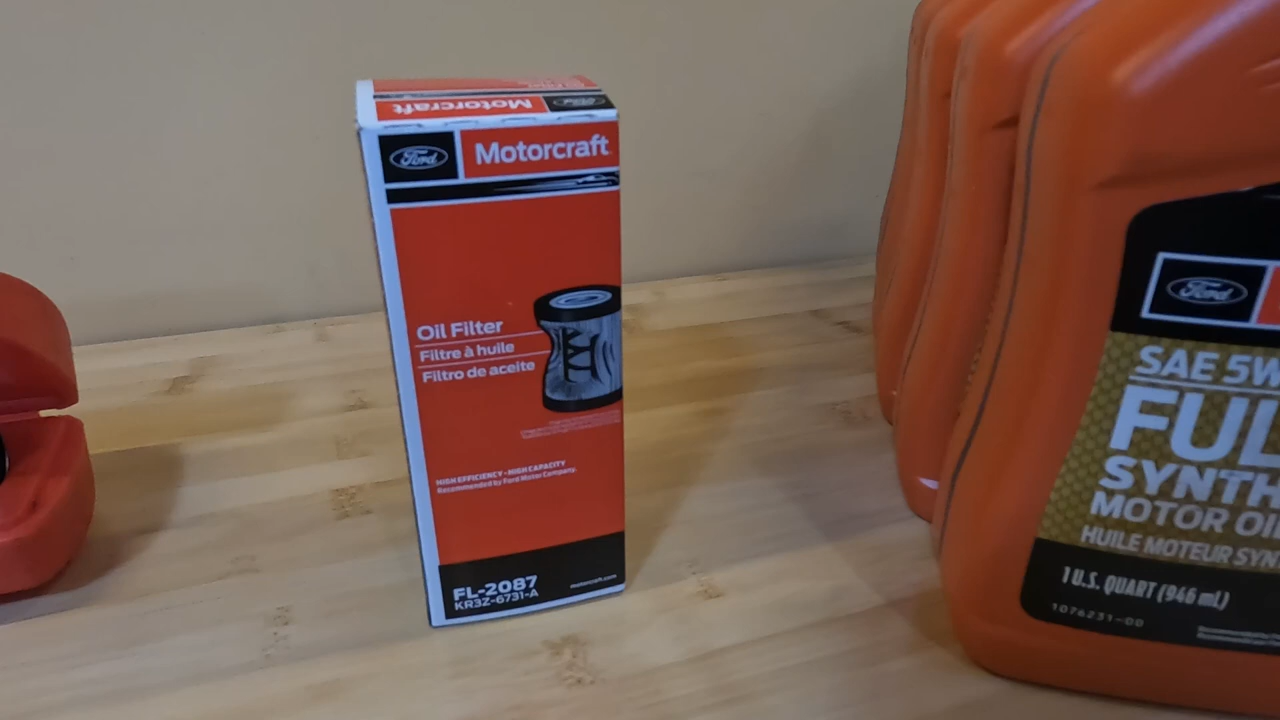 Motorcraft
Ford
Ford
Motorcraft
Oil Filter
Filtre à huile
Filtro de aceite
HIGH EFFICIENCY • HIGH CAPACITY
Recommended by Ford Motor Company.
FL-2087
KR3Z-6731-A
motorcraft.com
Ford
SAE 5W
FUL
SYNTH
MOTOR OI
HUILE MOTEUR SYN
1 U.S. QUART (946 mL)
1076231-00